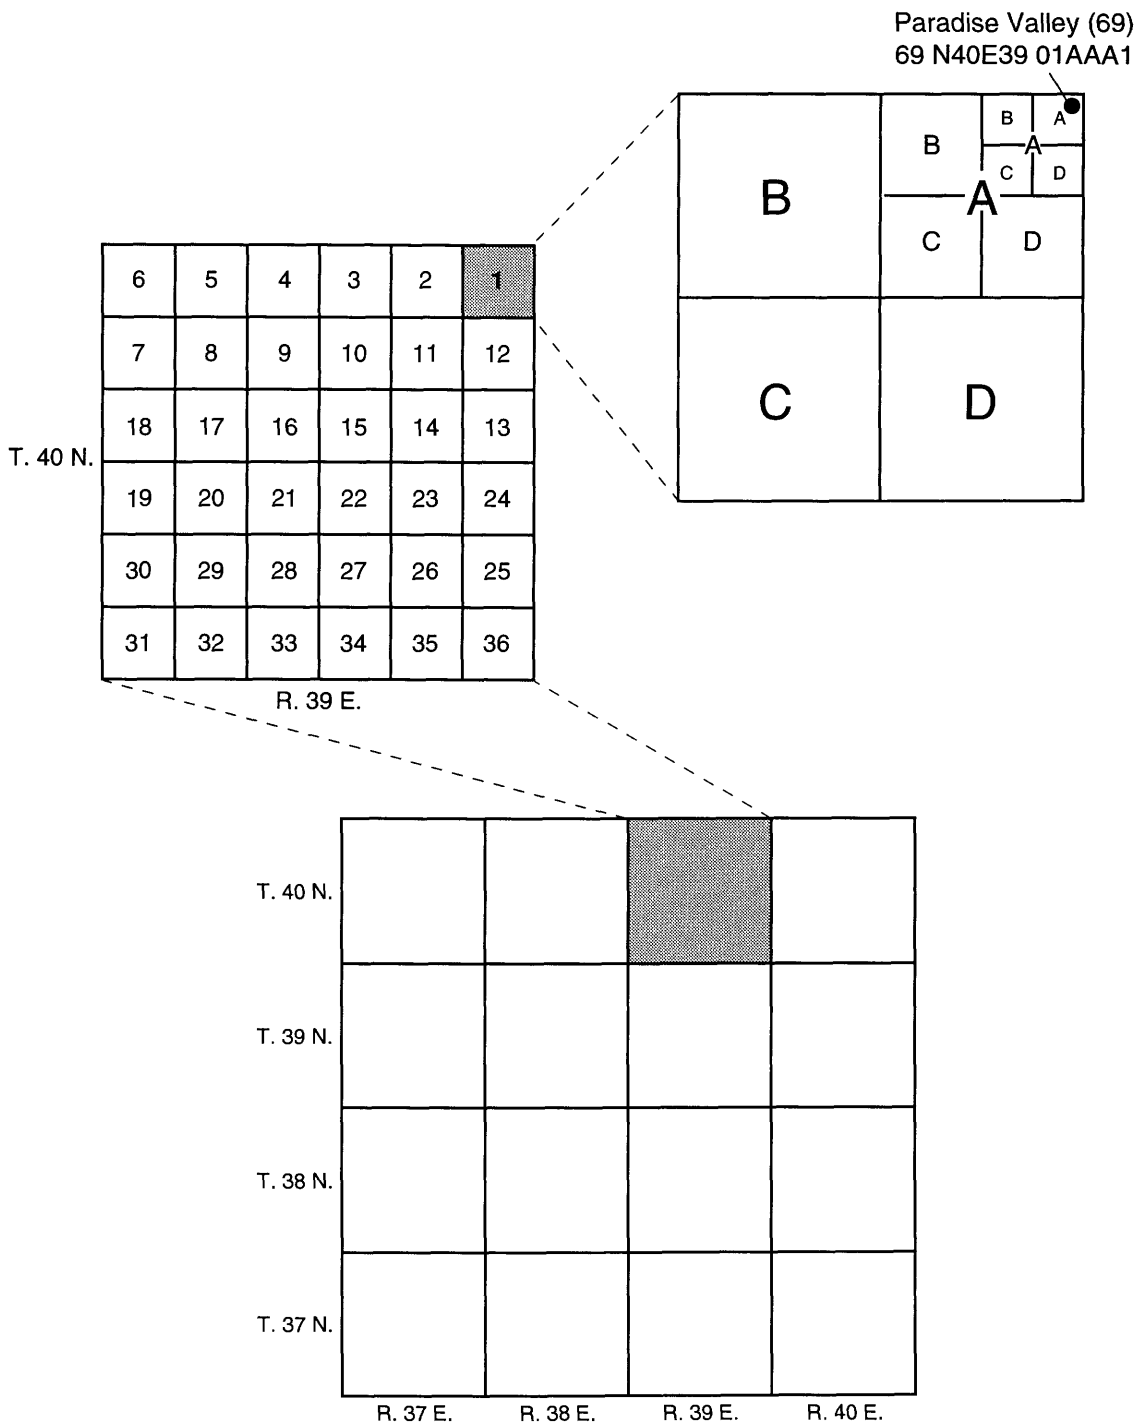 Paradise Valley (69)
69 N40E39 01AAA1
B
B
B A
A
C D
A
C D
C D
6 5 4 3 2 1
7 8 9 10 11 12
18 17 16 15 14 13
T. 40 N.
19 20 21 22 23 24
30 29 28 27 26 25
31 32 33 34 35 36
R. 39 E.
T. 40 N.
T. 39 N.
T. 38 N.
T. 37 N.
R. 37 E. R. 38 E. R. 39 E. R. 40 E.